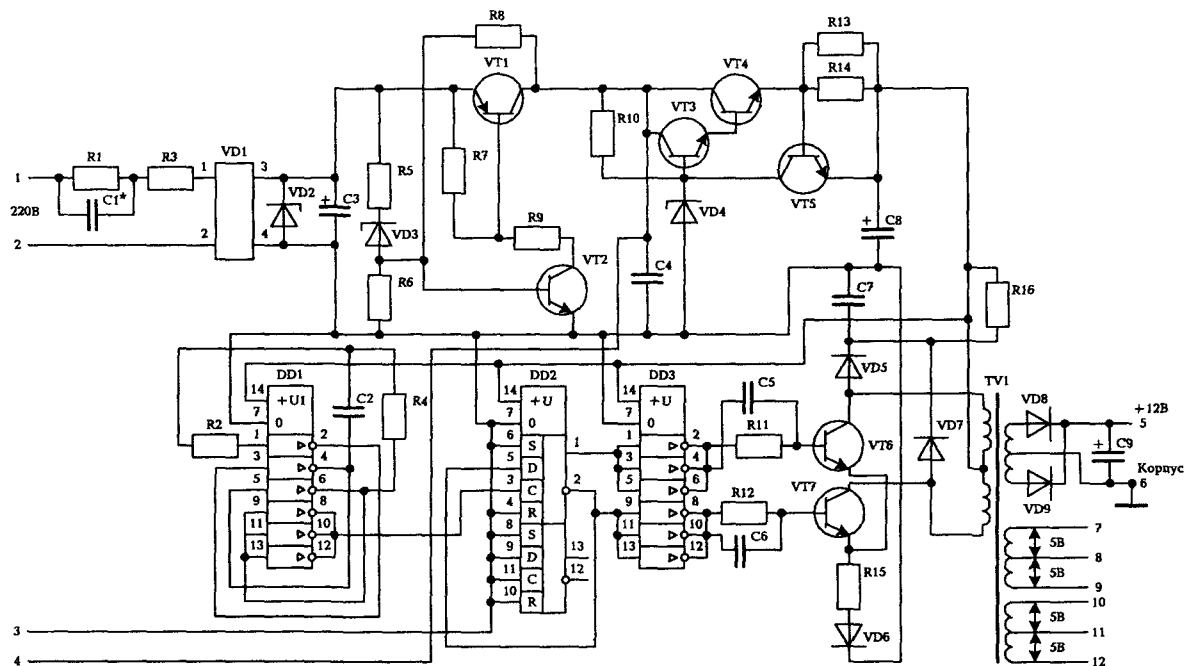 R8
R13
VT1
VT4
R14
R10
VT3
R1
R3
VD1
R5
R7
1
1
3
C1*
VD2
+
C3
VT5
220В
VD3
R9
VD4
+
C8
2
2
4
R6
VT2
C4
C7
R16
DD1
DD2
DD3
C5
VD5
TV1
14
+U1
C2
R4
14
+U
14
+U
VD8
+12В
7
0
7
0
7
0
R11
VD7
5
R2
1
2
6
S
1
1
2
VT6
+
C9
3
4
5
D
3
4
Корпус
5
6
3
C
2
5
6
VT7
6
9
8
4
R
9
8
R12
VD9
11
10
8
S
11
10
13
12
9
D
13
13
12
C6
7
11
C
12
R15
5В
8
10
R
5В
9
10
3
VD6
5В
11
4
5В
12